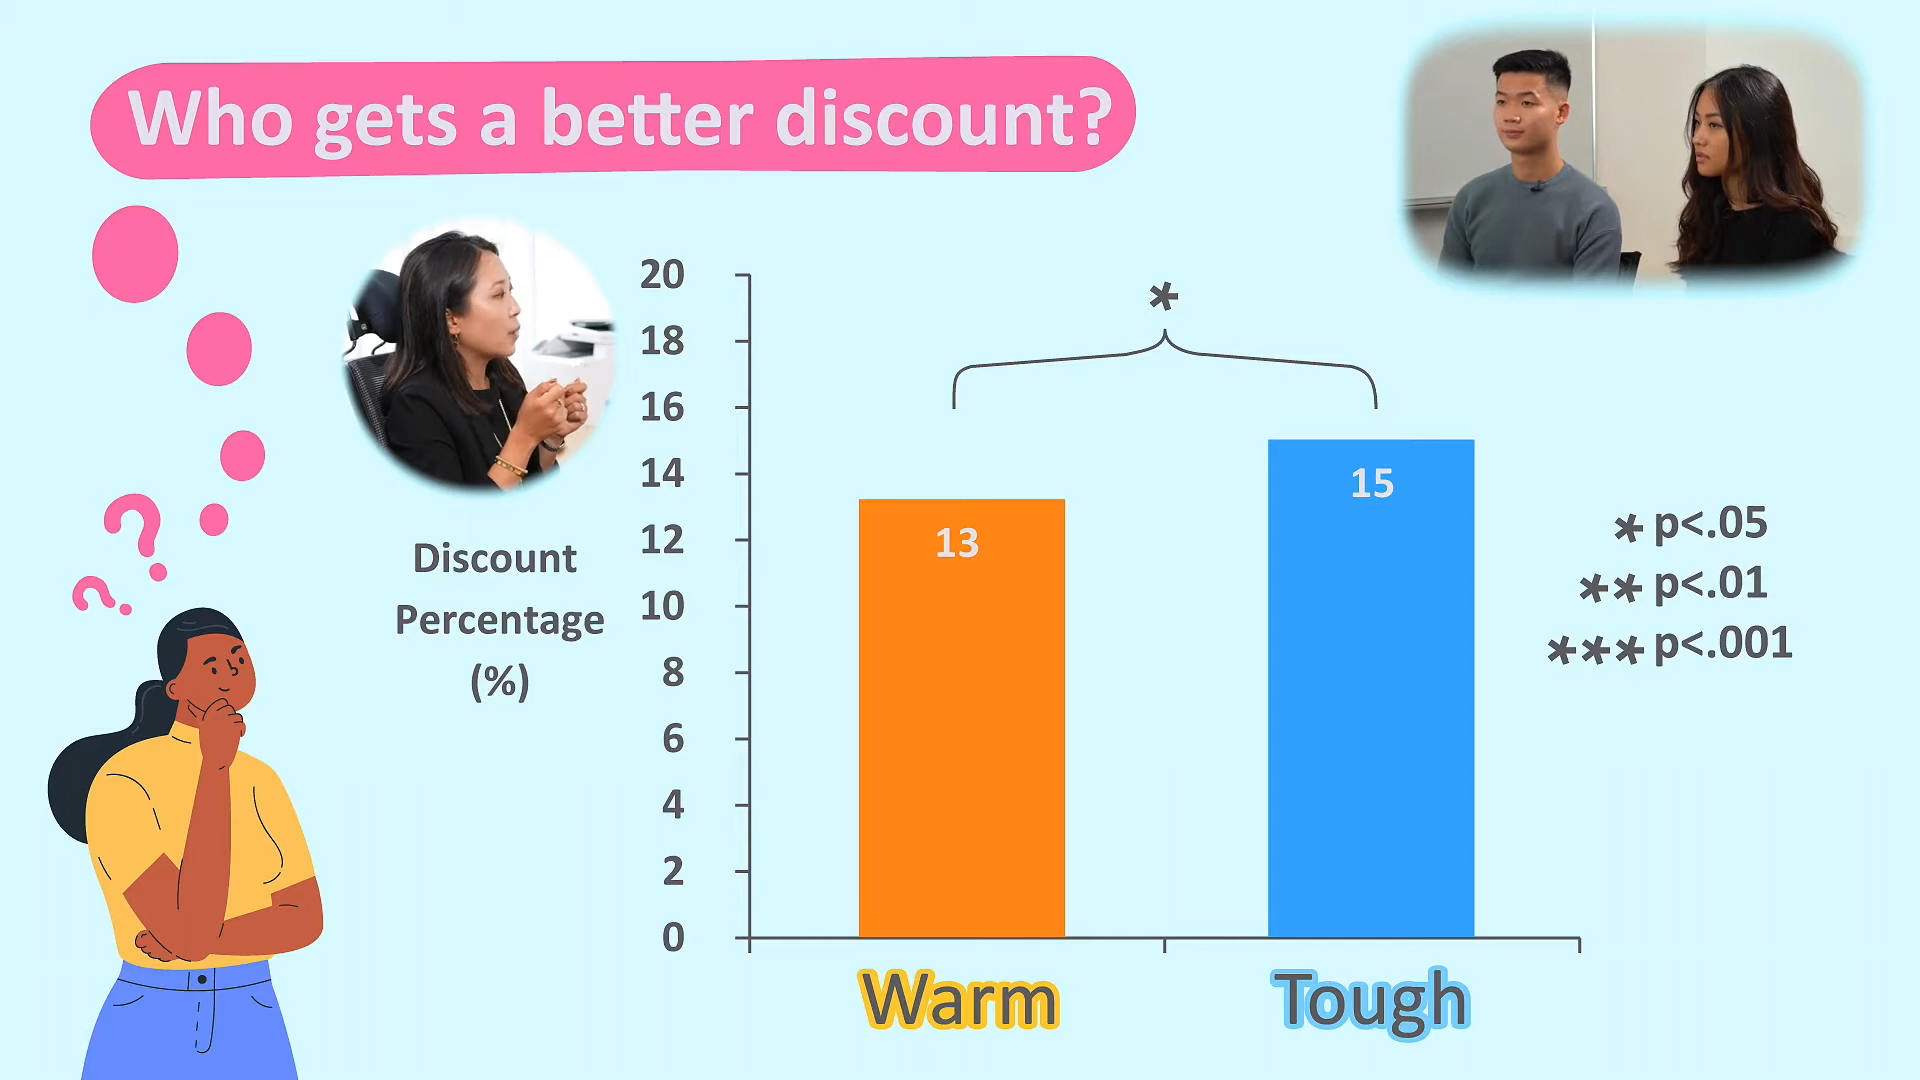 Who gets a better discount?
20
18
16
14
12
10
8
6
4
2
0
Discount
Percentage
(%)
*
13
15
* p<.05
** p<.01
*** p<.001
Warm
Tough
? ?